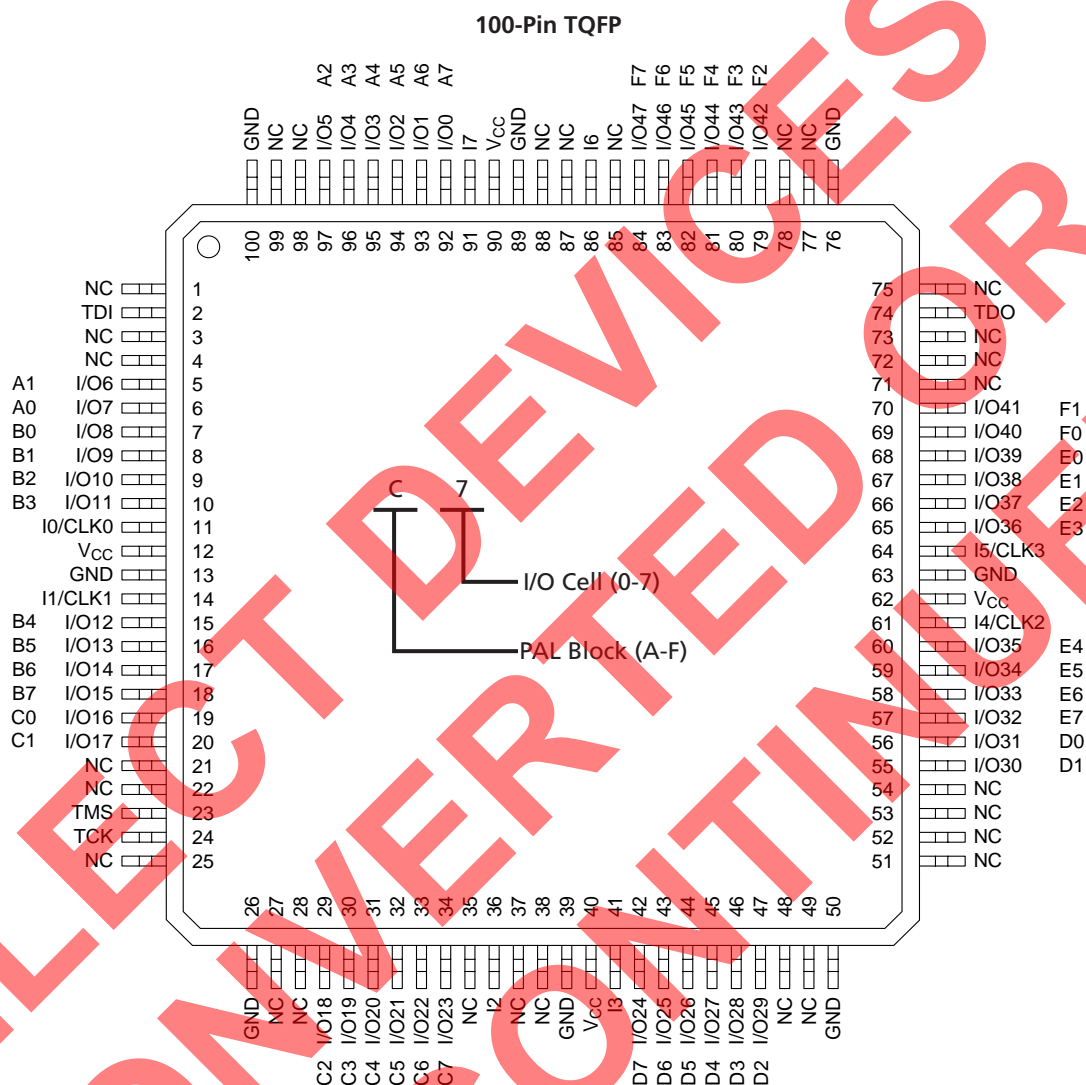 100-Pin TQFP
A2 A3 A4 A5 A6 A7 F7 F6 F5 F4 F3 F2
GND NC NC I/O5 I/O4 I/O3 I/O2 I/O1 I/O0 I7 VCC GND NC NC I6 NC I/O47 I/O46 I/O45 I/O44 I/O43 I/O42 NC NC GND
100 99 98 97 96 95 94 93 92 91 90 89 88 87 86 85 84 83 82 81 80 79 78 77 76
NC 1 75 NC
TDI 2 74 TDO
NC 3 73 NC
NC 4 72 NC
A1 I/O6 5 71 NC
A0 I/O7 6 70 I/O41 F1
B0 I/O8 7 69 I/O40 F0
B1 I/O9 8 68 I/O39 E0
B2 I/O10 9 67 I/O38 E1
B3 I/O11 10 66 I/O37 E2
I0/CLK0 11 65 I/O36 E3
VCC 12 64 I5/CLK3
GND 13 63 GND
I1/CLK1 14 62 VCC
B4 I/O12 15 61 I4/CLK2
B5 I/O13 16 60 I/O35 E4
B6 I/O14 17 59 I/O34 E5
B7 I/O15 18 58 I/O33 E6
C0 I/O16 19 57 I/O32 E7
C1 I/O17 20 56 I/O31 D0
NC 21 55 I/O30 D1
NC 22 54 NC
TMS 23 53 NC
TCK 24 52 NC
NC 25 51 NC
C 7
I/O Cell (0-7)
PAL Block (A-F)
26 27 28 29 30 31 32 33 34 35 36 37 38 39 40 41 42 43 44 45 46 47 48 49 50
GND NC NC I/O18 I/O19 I/O20 I/O21 I/O22 I/O23 NC I2 NC NC GND VCC I3 I/O24 I/O25 I/O26 I/O27 I/O28 I/O29 NC NC GND
C2 C3 C4 C5 C6 C7 D7 D6 D5 D4 D3 D2
DEVICES
CONVERTED OR